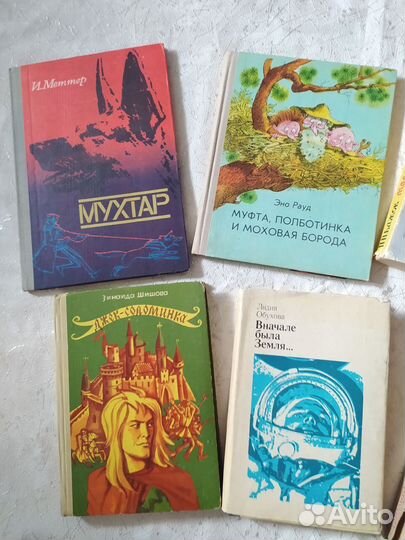 И. Меттер
МУХТАР
Эно Рауд
МУФТА, ПОЛБОТИНКА
И МОХОВАЯ БОРОДА
Зинаида Шишова
ДЖЕК-СОЛОМИНКА
Лидия
Обухова
Вначале
была
Земля...
Avito